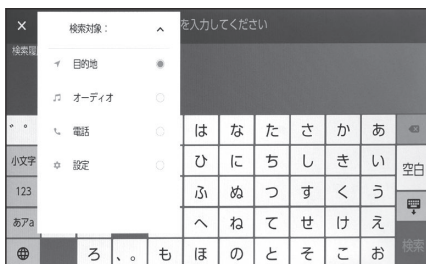 検索対象：
を入力してください
検索履
目的地
オーディオ
電話
設定
゛゜ は な た さ か あ
小文字 ひ に ち し き い 空白
123 ふ ぬ つ す く う
あアa へ ね て せ け え
ろ 、。 も ほ の と そ こ お 検索